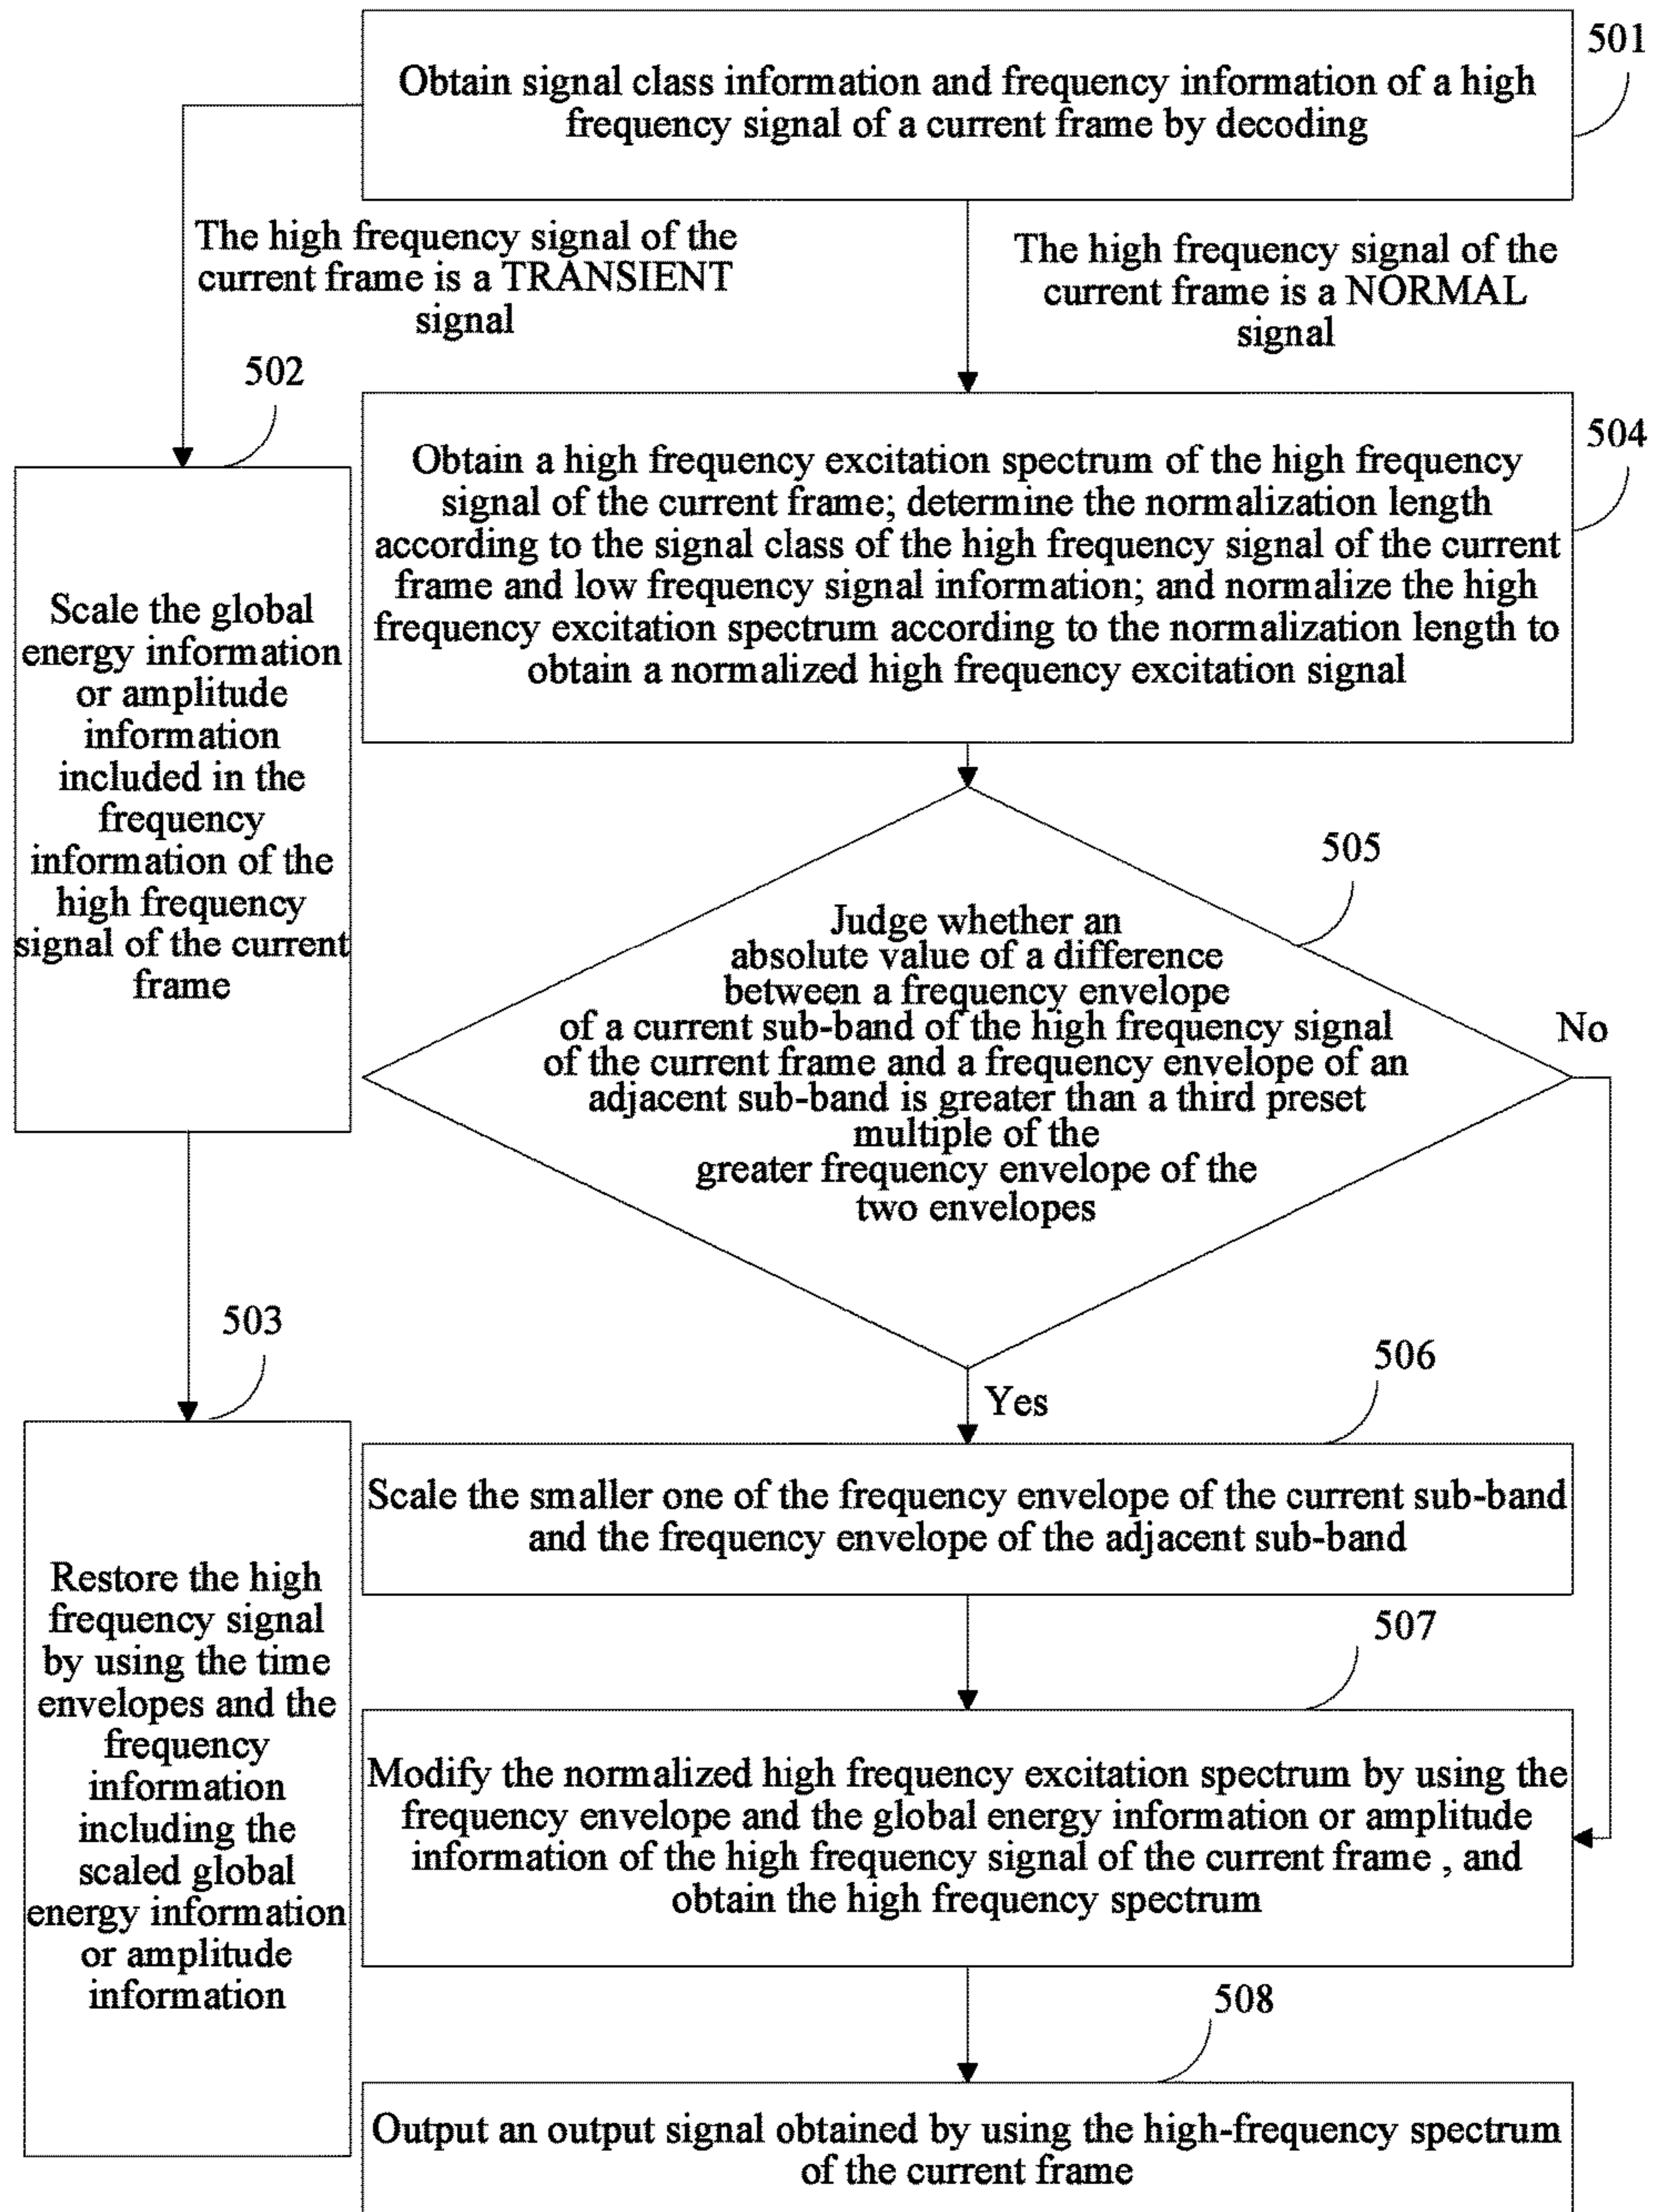 501
Obtain signal class information and frequency information of a high
frequency signal of a current frame by decoding
The high frequency signal of the
current frame is a TRANSIENT
signal
The high frequency signal of the
current frame is a NORMAL
signal
502
Scale the global
energy information
or amplitude
information
included in the
frequency
information of the
high frequency
signal of the current
frame
504
Obtain a high frequency excitation spectrum of the high frequency
signal of the current frame; determine the normalization length
according to the signal class of the high frequency signal of the current
frame and low frequency signal information; and normalize the high
frequency excitation spectrum according to the normalization length to
obtain a normalized high frequency excitation signal
505
Judge whether an
absolute value of a difference
between a frequency envelope
of a current sub-band of the high frequency signal
of the current frame and a frequency envelope of an
adjacent sub-band is greater than a third preset
multiple of the
greater frequency envelope of the
two envelopes
No
Yes
503
Restore the high
frequency signal
by using the time
envelopes and the
frequency
information
including the
scaled global
energy information
or amplitude
information
506
Scale the smaller one of the frequency envelope of the current sub-band
and the frequency envelope of the adjacent sub-band
507
Modify the normalized high frequency excitation spectrum by using the
frequency envelope and the global energy information or amplitude
information of the high frequency signal of the current frame , and
obtain the high frequency spectrum
508
Output an output signal obtained by using the high-frequency spectrum
of the current frame